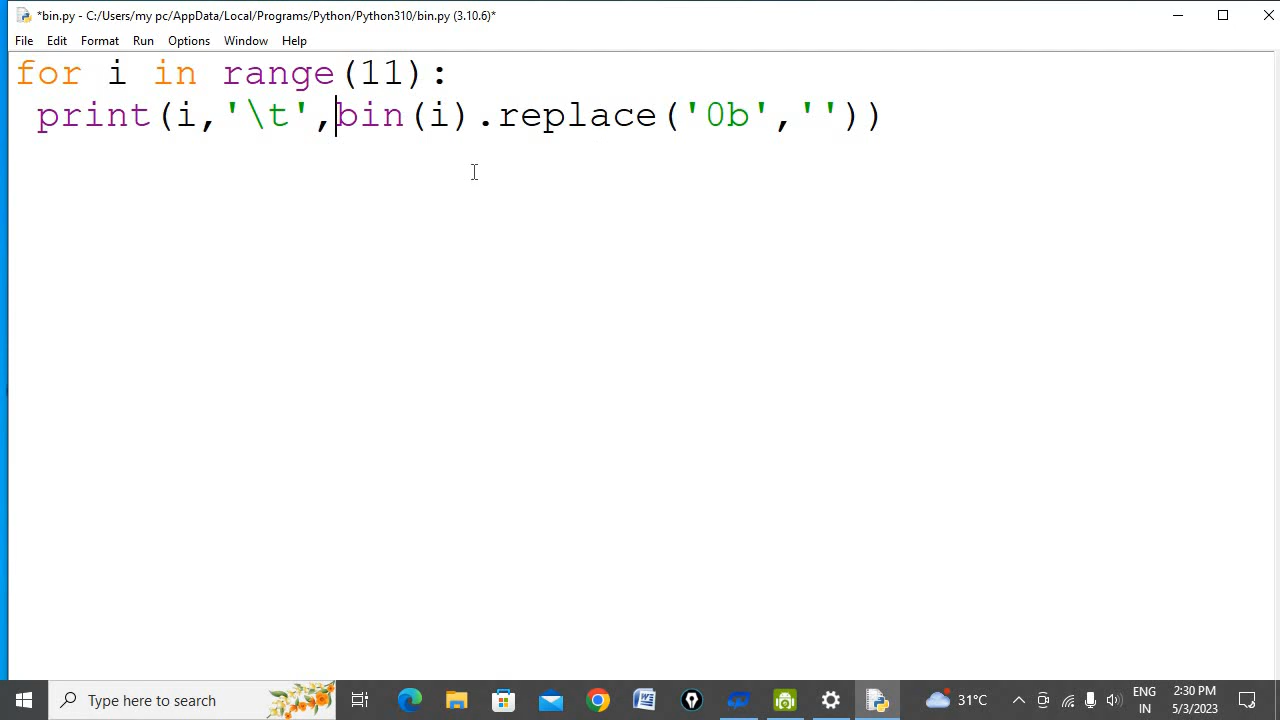 *bin.py - C:/Users/my pc/AppData/Local/Programs/Python/Python310/bin.py (3.10.6)*
File Edit Format Run Options Window Help
for i in range(11):
 print(i,'\t',bin(i).replace('0b',''))
Type here to search
31°C
ENG
IN
2:30 PM
5/3/2023